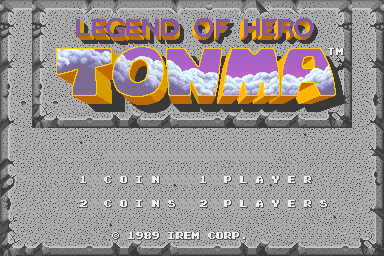 LEGEND OF HERO
TONMA™
1 COIN 1 PLAYER
2 COINS 2 PLAYERS
© 1989 IREM CORP.